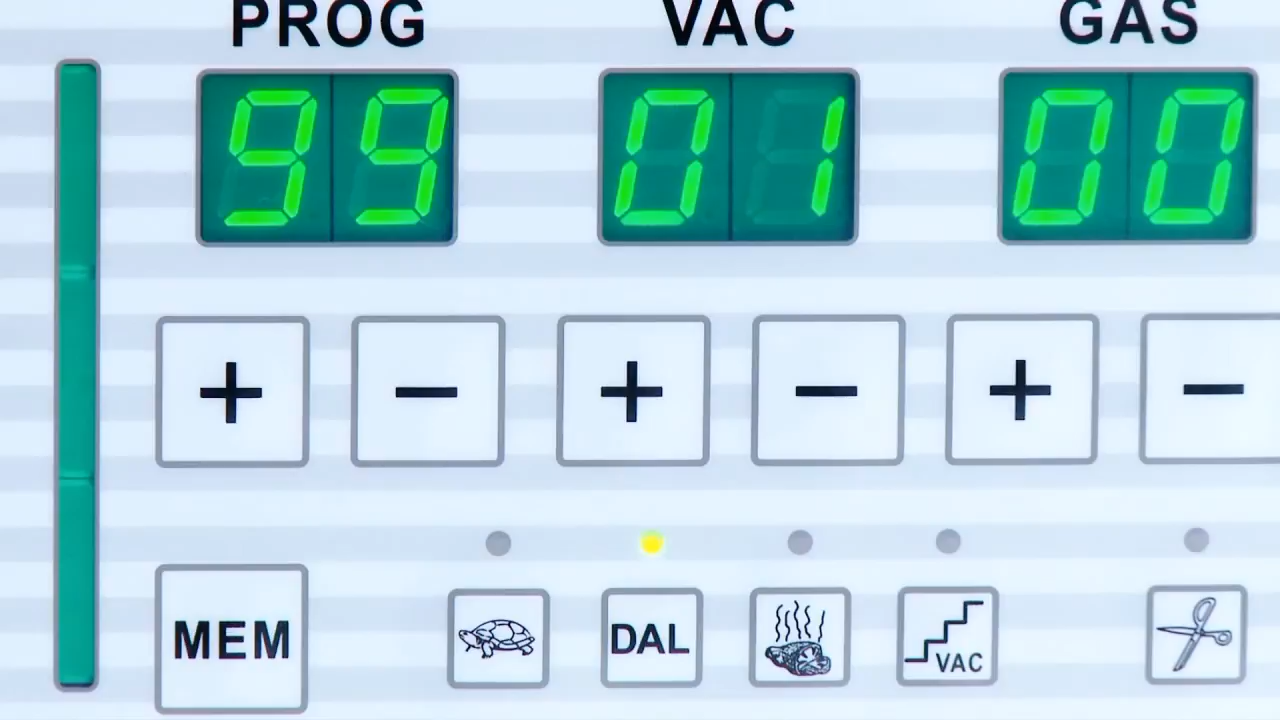 PROG VAC GAS
99 01 00
+ − + − + −
MEM DAL VAC